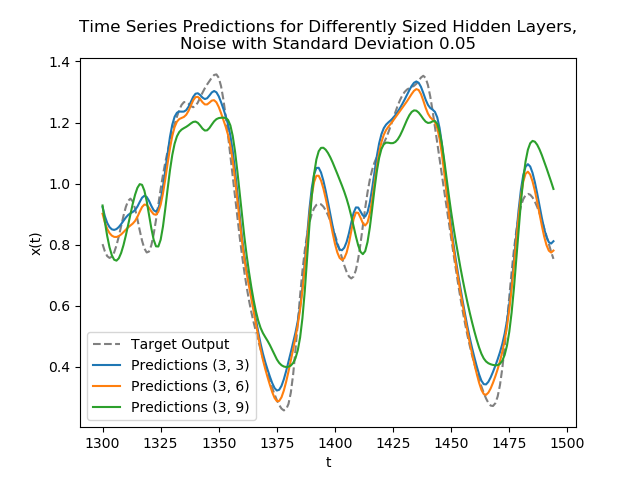 Time Series Predictions for Differently Sized Hidden Layers,
Noise with Standard Deviation 0.05
1.4
1.2
1.0
0.8
0.6
0.4
x(t)
Target Output
Predictions (3, 3)
Predictions (3, 6)
Predictions (3, 9)
1300 1325 1350 1375 1400 1425 1450 1475 1500
t